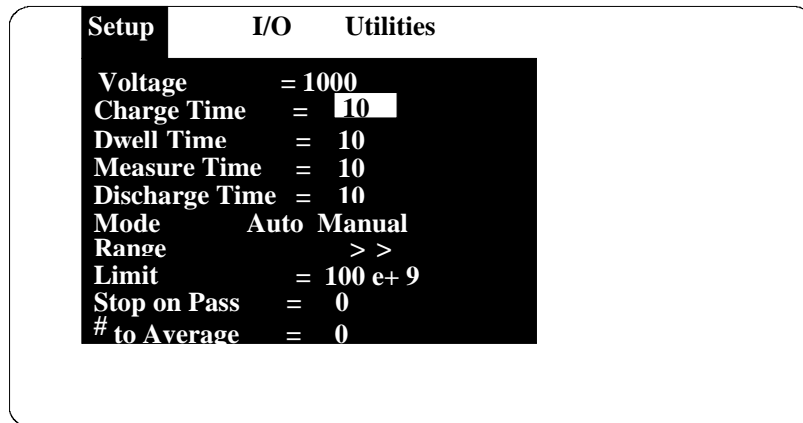 Setup I/O Utilities
Voltage = 1000
Charge Time = 10
Dwell Time = 10
Measure Time = 10
Discharge Time = 10
Mode Auto Manual
Range > >
Limit = 100 e+ 9
Stop on Pass = 0
# to Average = 0